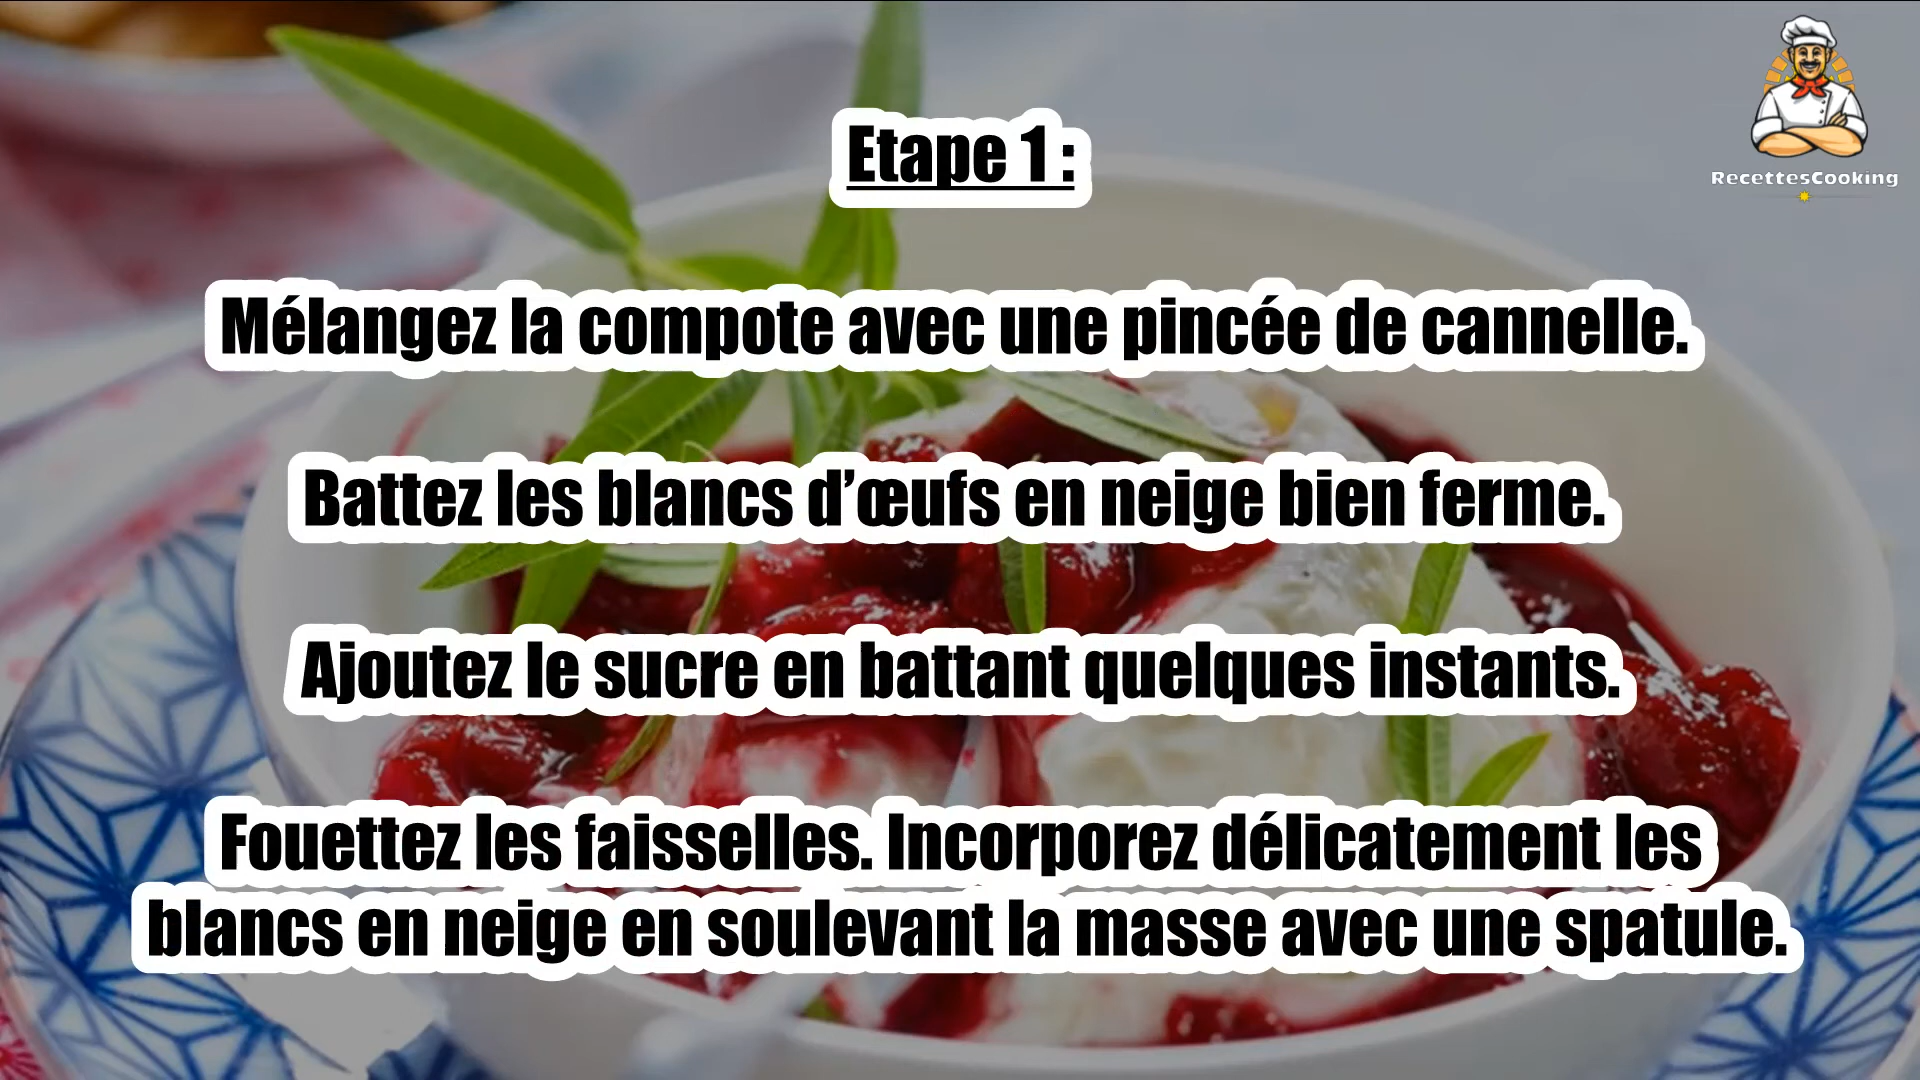 RecettesCooking
Etape 1 :
Mélangez la compote avec une pincée de cannelle.
Battez les blancs d’œufs en neige bien ferme.
Ajoutez le sucre en battant quelques instants.
Fouettez les faisselles. Incorporez délicatement les
blancs en neige en soulevant la masse avec une spatule.